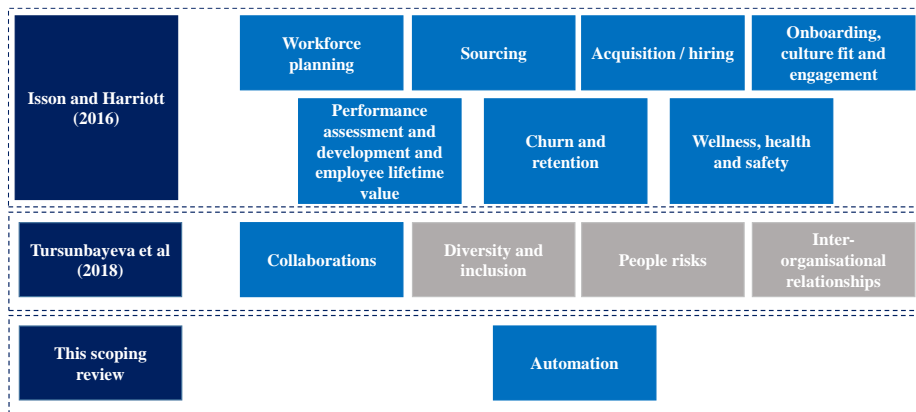 Isson and Harriott
(2016)
Workforce
planning
Sourcing
Acquisition / hiring
Onboarding,
culture fit and
engagement
Performance
assessment and
development and
employee lifetime
value
Churn and
retention
Wellness, health
and safety
Tursunbayeva et al
(2018)
Collaborations
Diversity and
inclusion
People risks
Inter-
organisational
relationships
This scoping
review
Automation